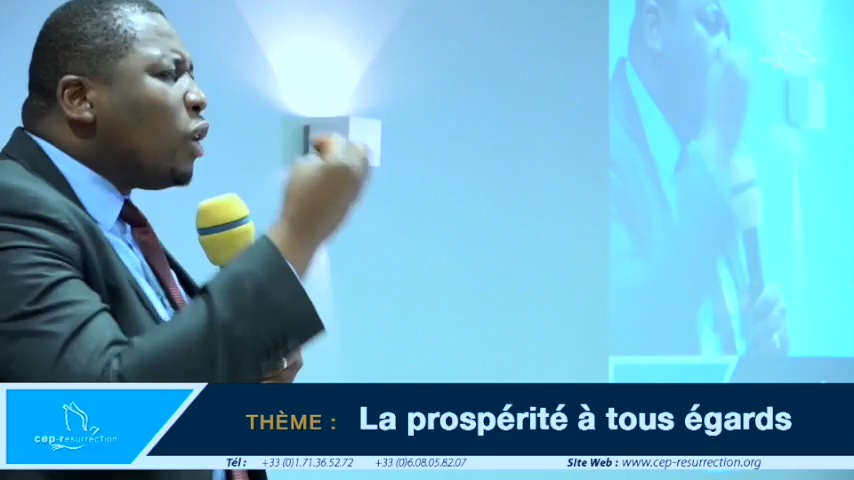 THÈME : La prospérité à tous égards
cep-resurrection
Tél : +33 (0)1.71.36.52.72 +33 (0)6.08.05.82.07 Site Web : www.cep-resurrection.org